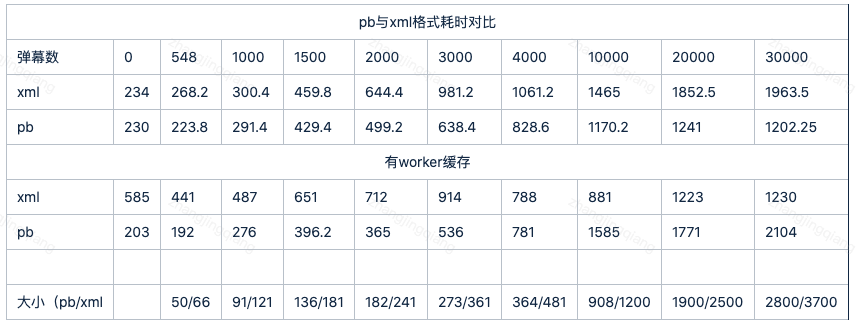 pb与xml格式耗时对比
弹幕数 0 548 1000 1500 2000 3000 4000 10000 20000 30000
xml 234 268.2 300.4 459.8 644.4 981.2 1061.2 1465 1852.5 1963.5
pb 230 223.8 291.4 429.4 499.2 638.4 828.6 1170.2 1241 1202.25
有worker缓存
xml 585 441 487 651 712 914 788 881 1223 1230
pb 203 192 276 396.2 365 536 781 1585 1771 2104
大小（pb/xml 50/66 91/121 136/181 182/241 273/361 364/481 908/1200 1900/2500 2800/3700